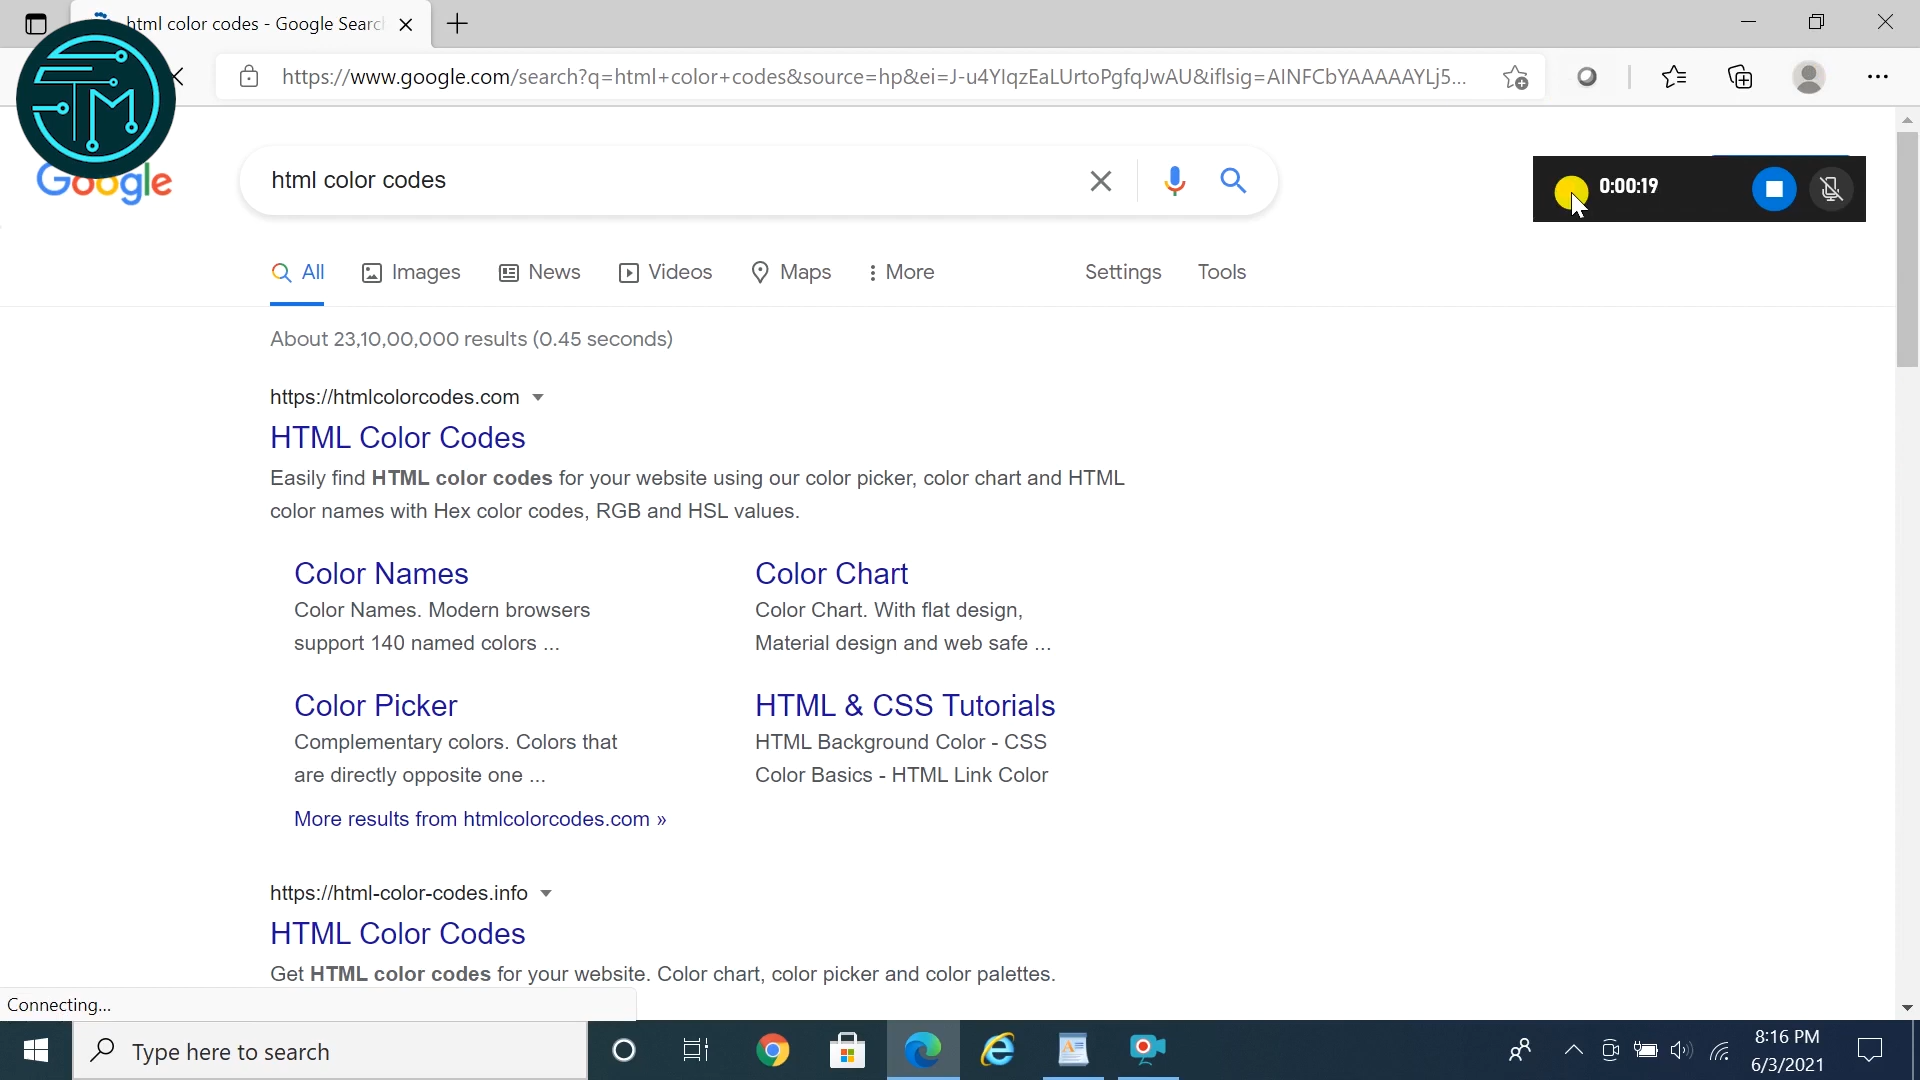 html color codes - Google Searc
https://www.google.com/search?q=html+color+codes&source=hp&ei=J-u4YIqzEaLUrtoPgfqJwAU&iflsig=AINFCbYAAAAAYLj5...
TM
Google
html color codes
0:00:19
All Images News Videos Maps More Settings Tools
About 23,10,00,000 results (0.45 seconds)
https://htmlcolorcodes.com
HTML Color Codes
Easily find HTML color codes for your website using our color picker, color chart and HTML
color names with Hex color codes, RGB and HSL values.
Color Names
Color Names. Modern browsers
support 140 named colors ...
Color Chart
Color Chart. With flat design,
Material design and web safe ...
Color Picker
Complementary colors. Colors that
are directly opposite one ...
HTML & CSS Tutorials
HTML Background Color - CSS
Color Basics - HTML Link Color
More results from htmlcolorcodes.com »
https://html-color-codes.info
HTML Color Codes
Get HTML color codes for your website. Color chart, color picker and color palettes.
Connecting...
Type here to search
8:16 PM
6/3/2021